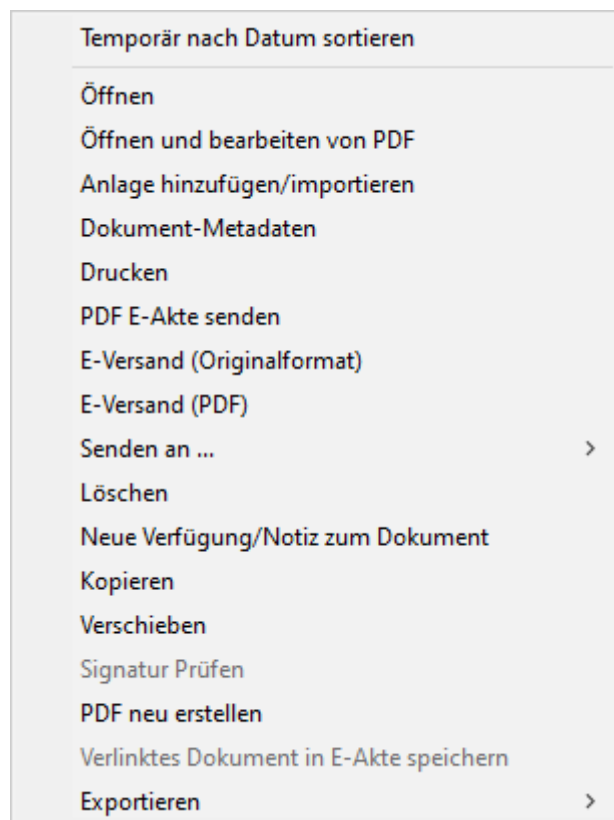 Temporär nach Datum sortieren
Öffnen
Öffnen und bearbeiten von PDF
Anlage hinzufügen/importieren
Dokument-Metadaten
Drucken
PDF E-Akte senden
E-Versand (Originalformat)
E-Versand (PDF)
Senden an ...
Löschen
Neue Verfügung/Notiz zum Dokument
Kopieren
Verschieben
Signatur Prüfen
PDF neu erstellen
Verlinktes Dokument in E-Akte speichern
Exportieren